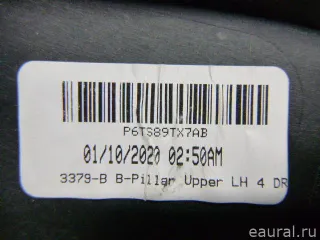 P6TS89TX7AB
01/10/2020 02:50AM
3379-B B-Pillar Upper LH 4 DR
eaural.ru